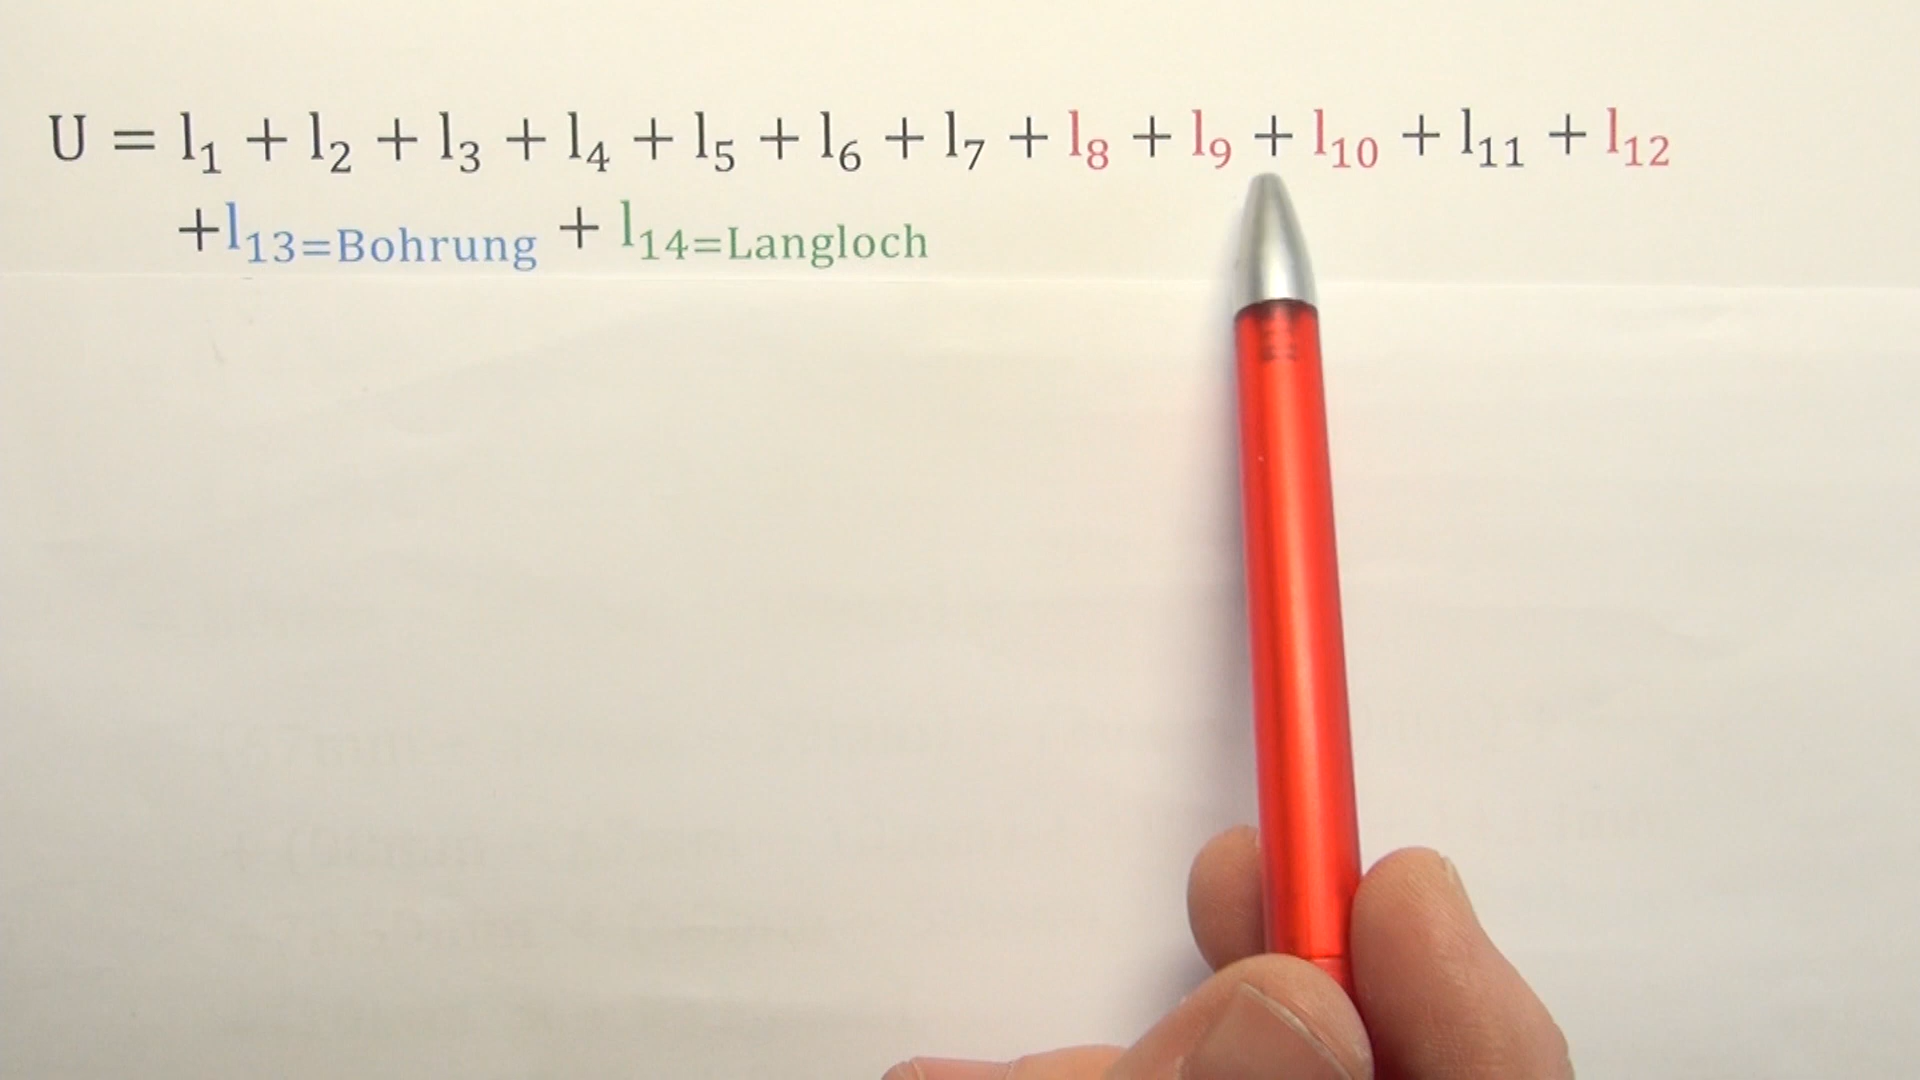 U = l₁ + l₂ + l₃ + l₄ + l₅ + l₆ + l₇ + l₈ + l₉ + l₁₀ + l₁₁ + l₁₂
+l₁₃₌Bohrung + l₁₄₌Langloch